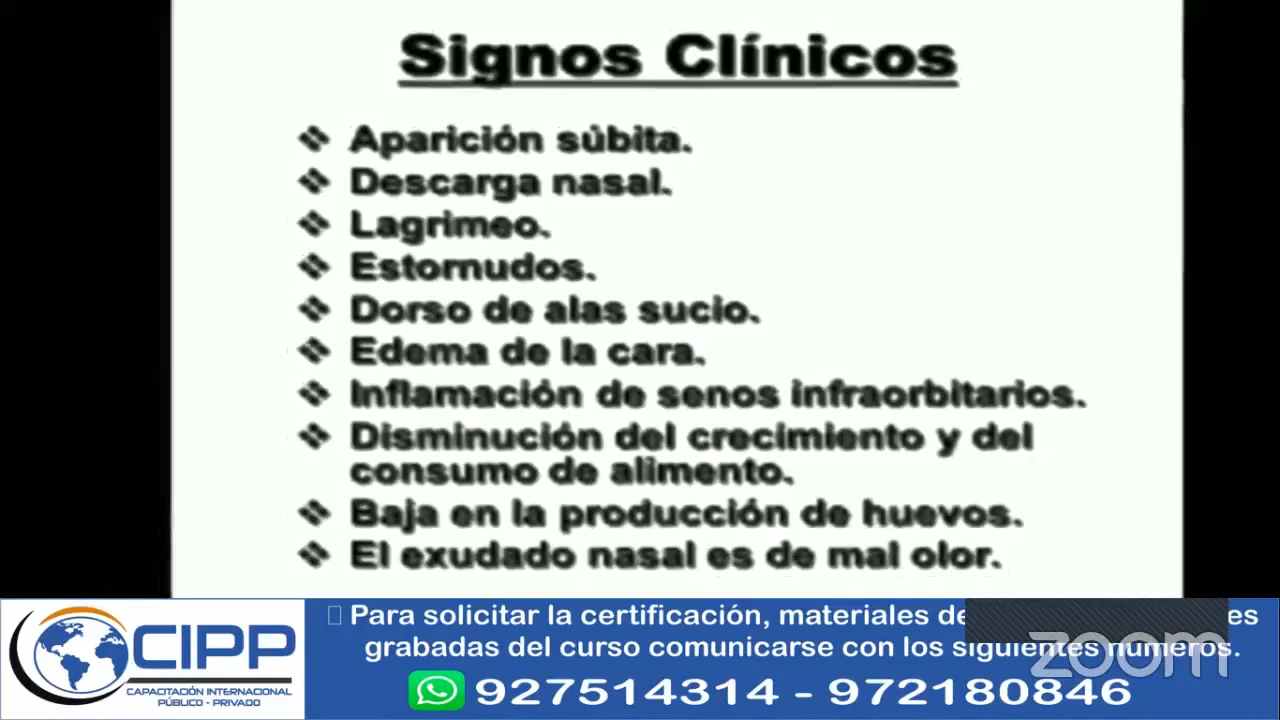 Signos Clínicos
Aparición súbita.
Descarga nasal.
Lagrimeo.
Estornudos.
Dorso de alas sucio.
Edema de la cara.
Inflamación de senos infraorbitarios.
Disminución del crecimiento y del
consumo de alimento.
Baja en la producción de huevos.
El exudado nasal es de mal olor.
CIPP
CAPACITACIÓN INTERNACIONAL
PÚBLICO - PRIVADO
Para solicitar la certificación, materiales de
grabadas del curso comunicarse con los siguientes números.
927514314 - 972180846
zoom